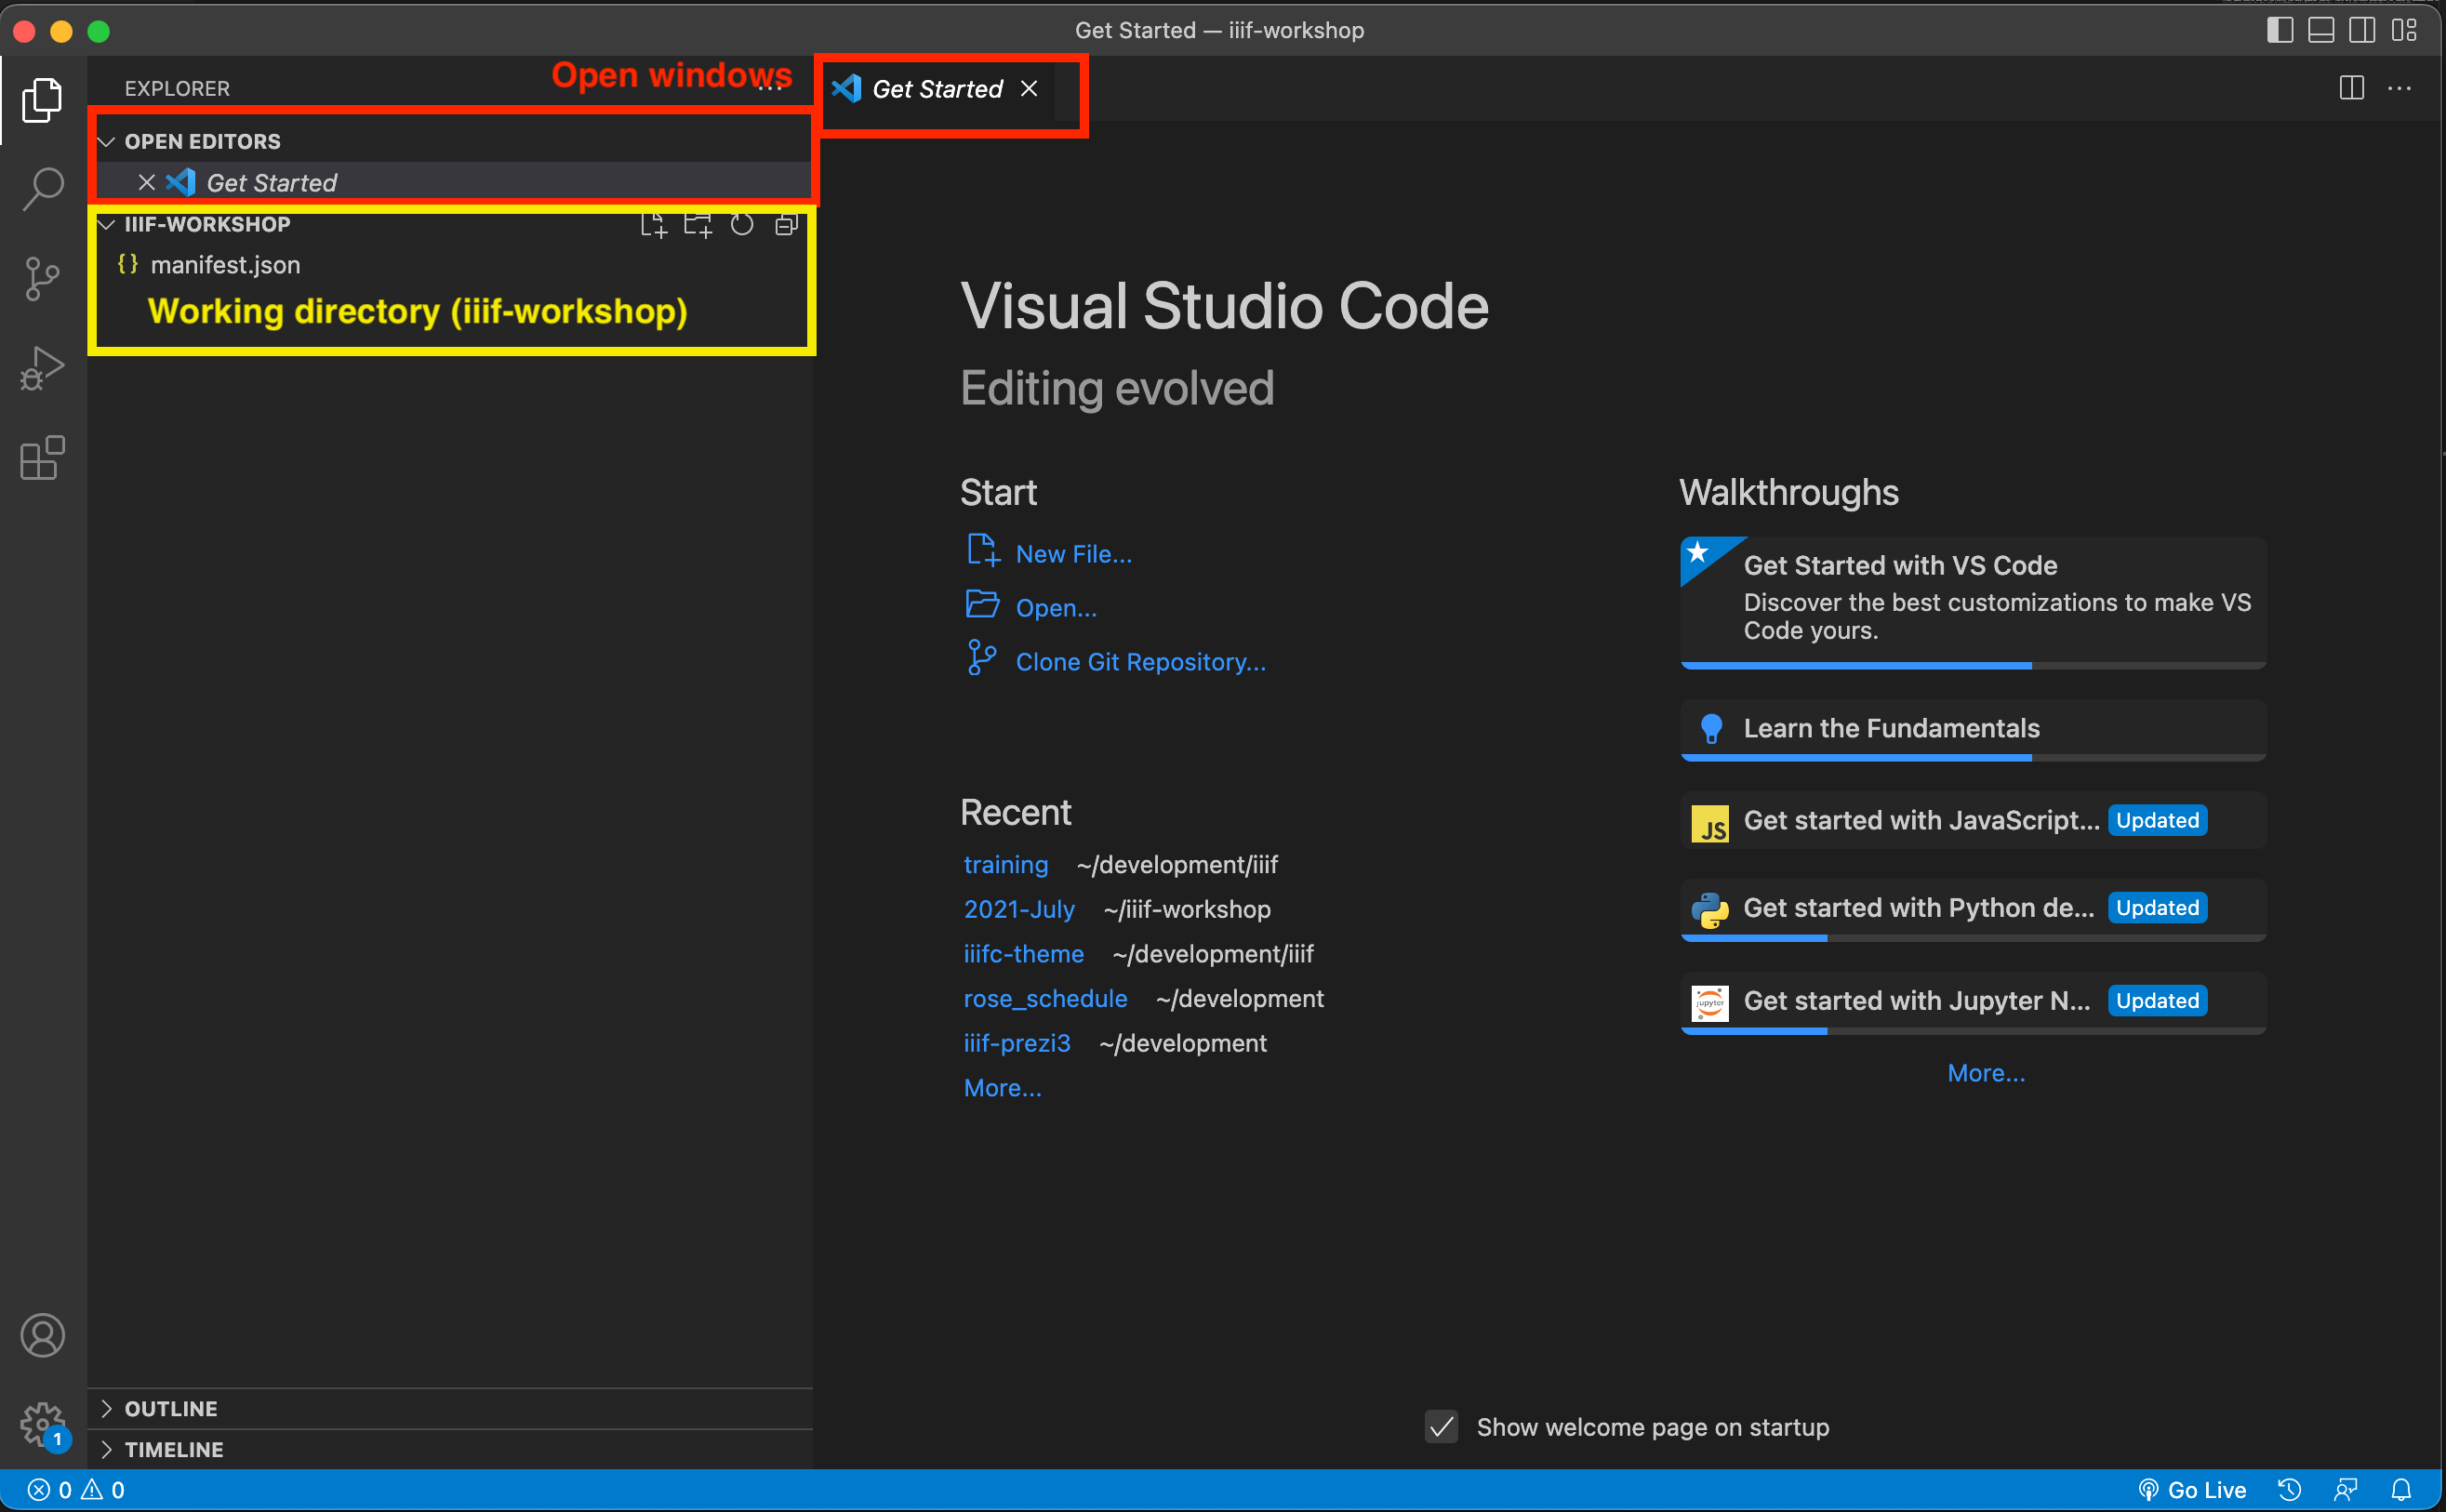 Get Started — iiif-workshop
EXPLORER
Open windows
Get Started
OPEN EDITORS
Get Started
IIIF-WORKSHOP
{} manifest.json
Working directory (iiif-workshop)
Visual Studio Code
Editing evolved
Start
New File...
Open...
Clone Git Repository...
Recent
training ~/development/iiif
2021-July ~/iiif-workshop
iiifc-theme ~/development/iiif
rose_schedule ~/development
iiif-prezi3 ~/development
More...
Walkthroughs
Get Started with VS Code
Discover the best customizations to make VS
Code yours.
Learn the Fundamentals
JS Get started with JavaScript... Updated
Get started with Python de... Updated
jupyter Get started with Jupyter N... Updated
More...
Show welcome page on startup
OUTLINE
TIMELINE
1
0 0
Go Live